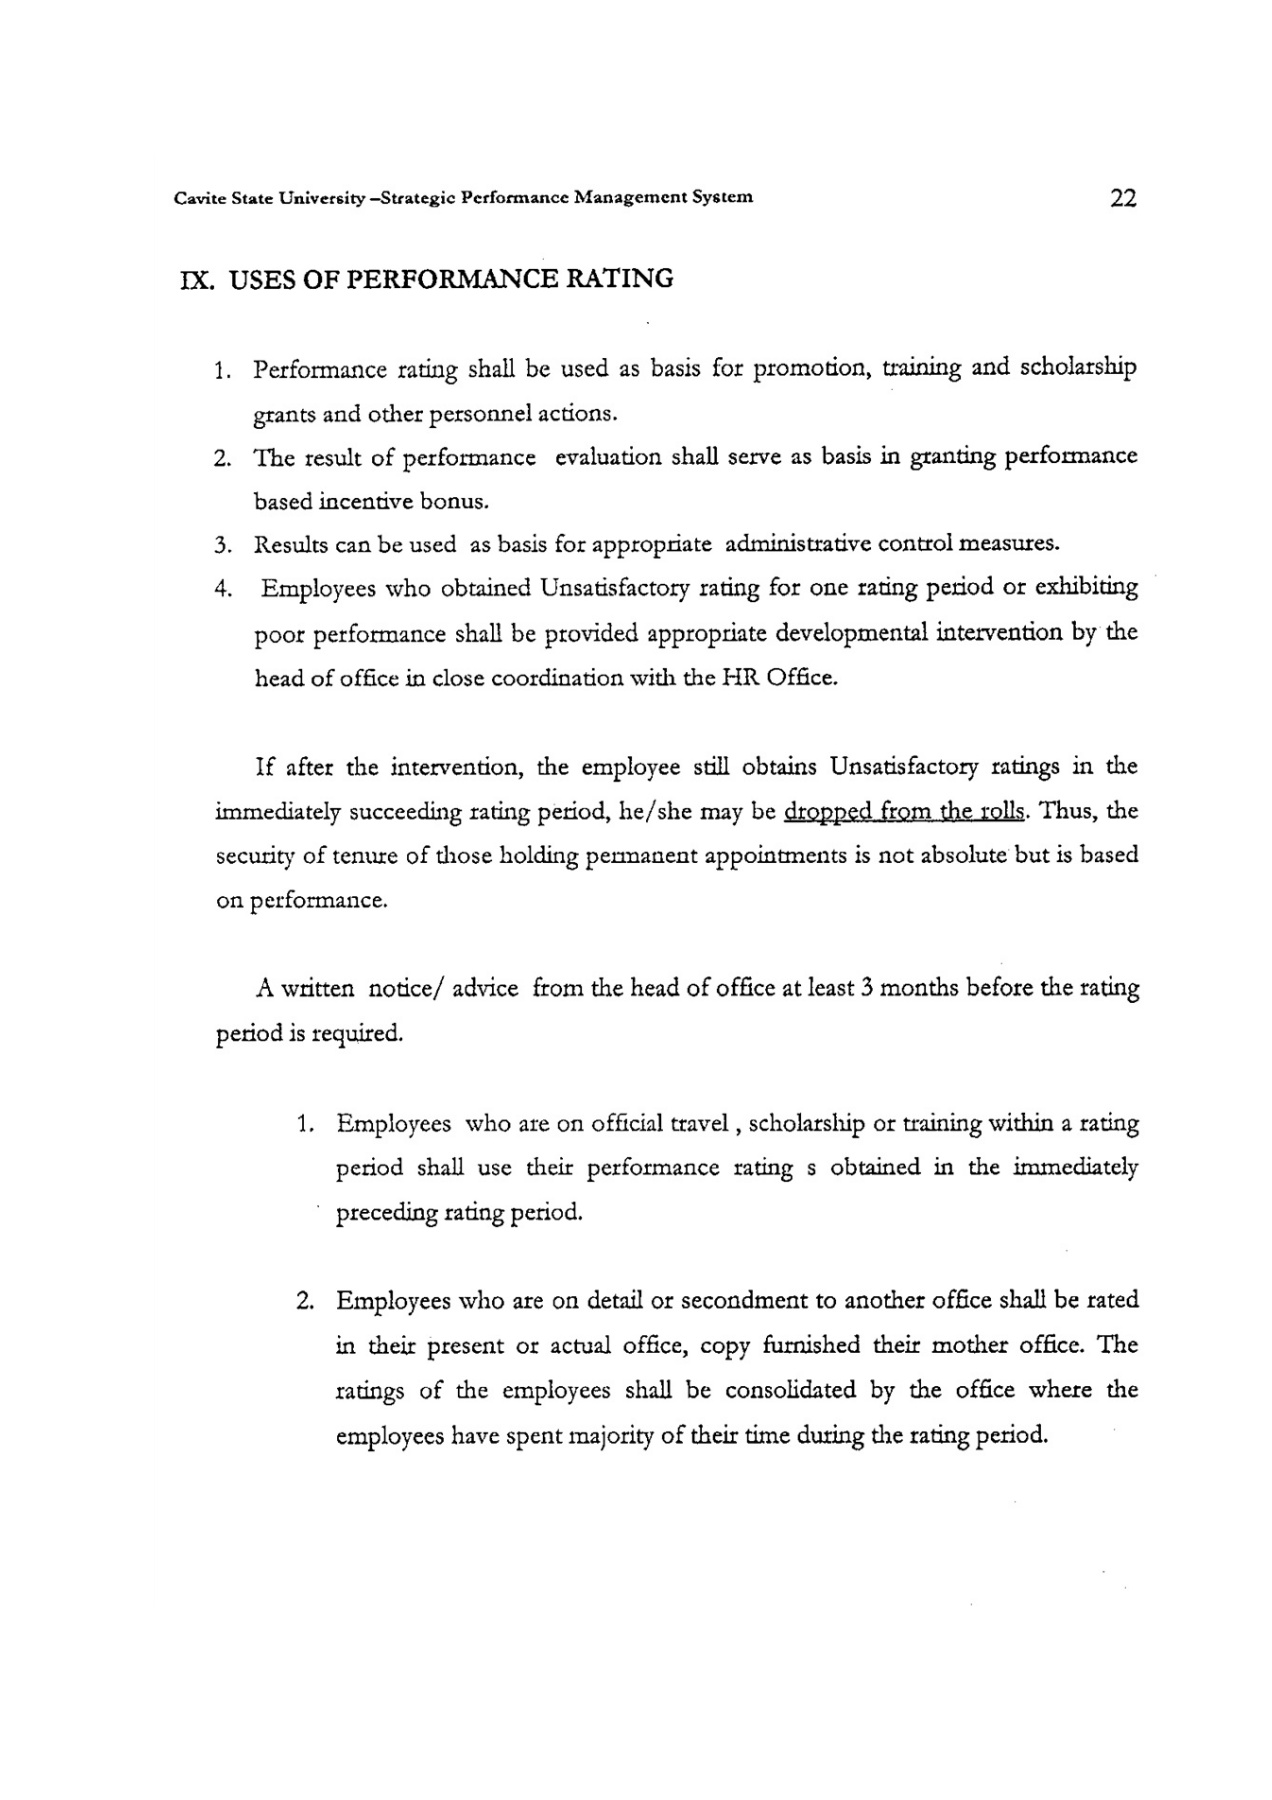 Cavite State University –Strategic Performance Management System 22
IX. USES OF PERFORMANCE RATING
1. Performance rating shall be used as basis for promotion, training and scholarship
grants and other personnel actions.
2. The result of performance evaluation shall serve as basis in granting performance
based incentive bonus.
3. Results can be used as basis for appropriate administrative control measures.
4. Employees who obtained Unsatisfactory rating for one rating period or exhibiting
poor performance shall be provided appropriate developmental intervention by the
head of office in close coordination with the HR Office.
If after the intervention, the employee still obtains Unsatisfactory ratings in the
immediately succeeding rating period, he/she may be dropped from the rolls. Thus, the
security of tenure of those holding permanent appointments is not absolute but is based
on performance.
A written notice/ advice from the head of office at least 3 months before the rating
period is required.
1. Employees who are on official travel , scholarship or training within a rating
period shall use their performance rating s obtained in the immediately
preceding rating period.
2. Employees who are on detail or secondment to another office shall be rated
in their present or actual office, copy furnished their mother office. The
ratings of the employees shall be consolidated by the office where the
employees have spent majority of their time during the rating period.